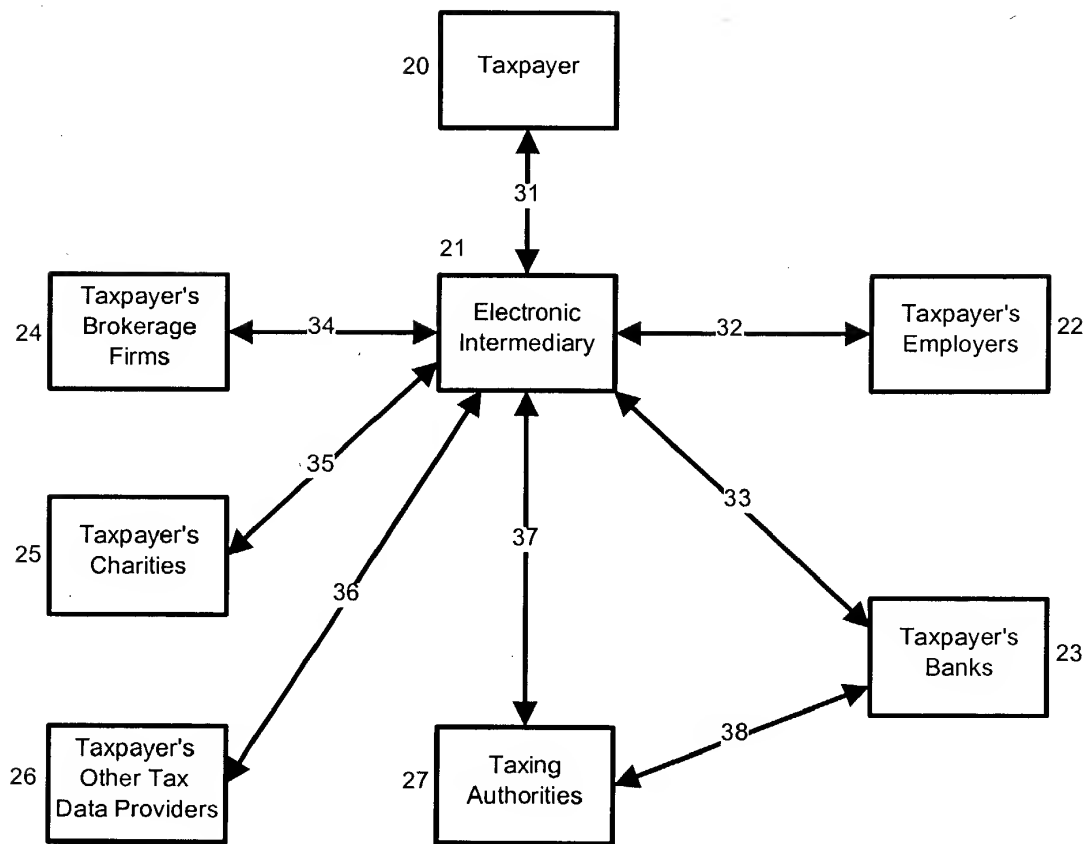 20
Taxpayer
31
21
24
Taxpayer's
Brokerage
Firms
34
Electronic
Intermediary
32
Taxpayer's
Employers
22
35
33
25
Taxpayer's
Charities
37
36
Taxpayer's
Banks
23
38
26
Taxpayer's
Other Tax
Data Providers
27
Taxing
Authorities